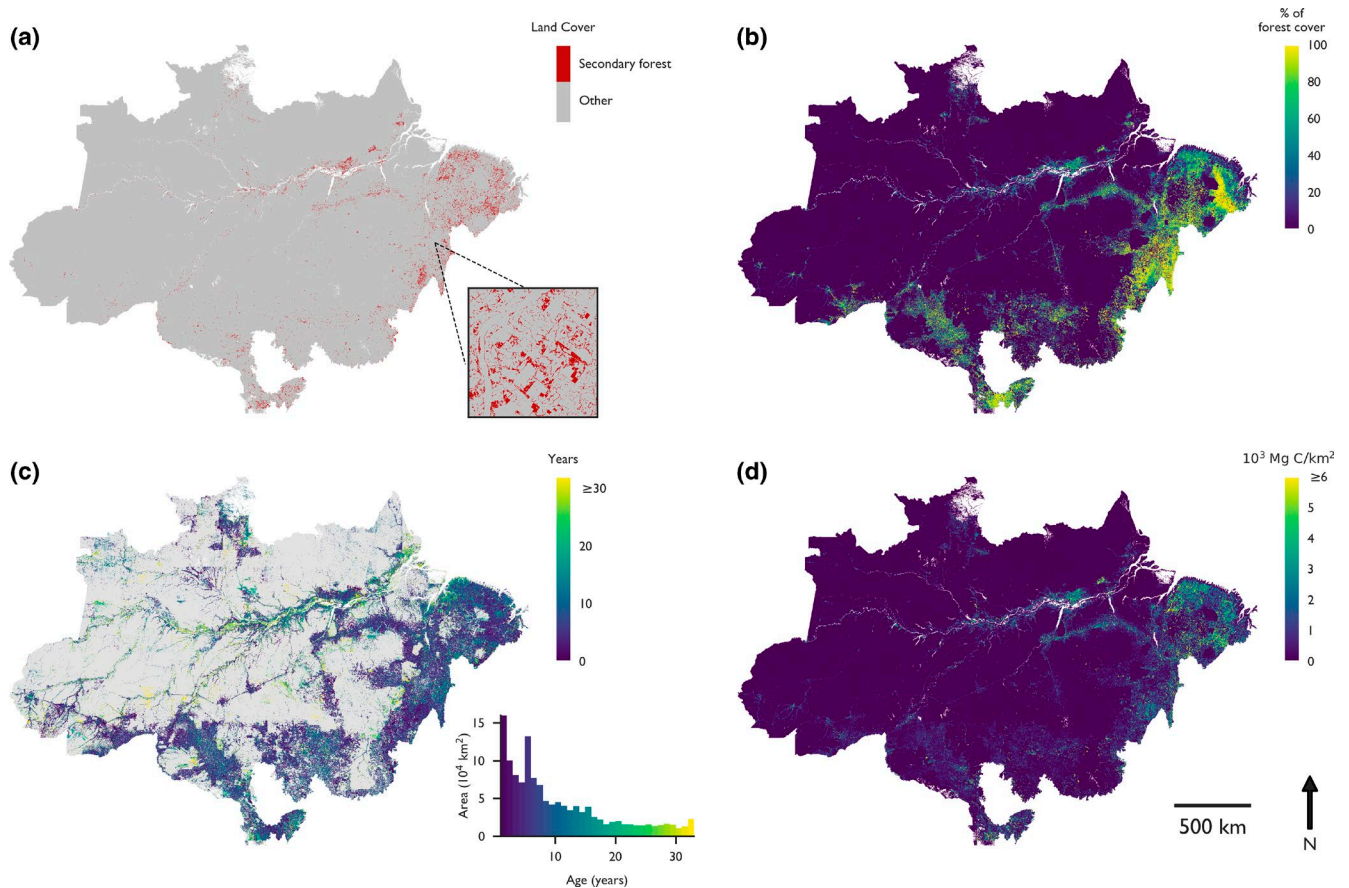 (a)
Land Cover
Secondary forest
Other
(b)
% of
forest cover
100
80
60
40
20
0
(c)
Years
≥30
20
10
0
15
10
5
0
Area (10⁴ km²)
10 20 30
Age (years)
(d)
10³ Mg C/km²
≥6
5
4
3
2
1
0
500 km
N